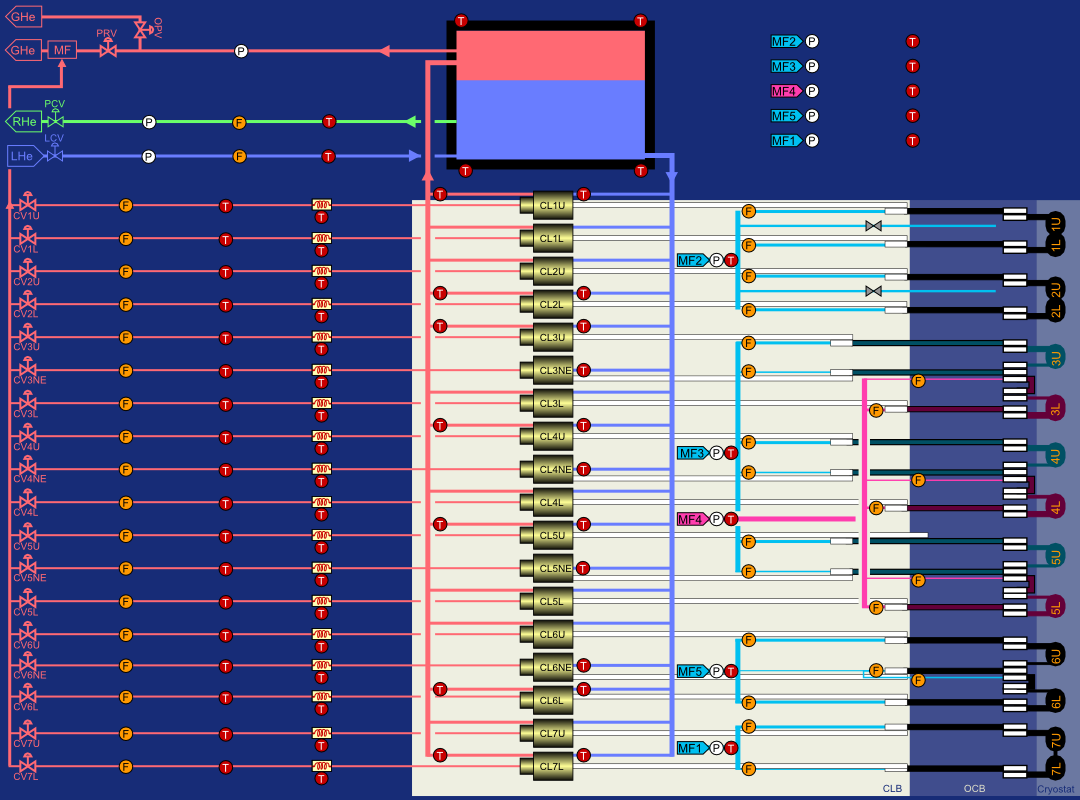 GHe
OPV
PRV
GHe MF P
T T
MF2 P T
MF3 P T
MF4 P T
MF5 P T
MF1 P T
PCV
RHe P F T
LCV
LHe P F T
T T
T T
CV1U F T T CL1U F 1U
CV1L F T T CL1L F 1L
MF2 P T
CV2U F T T CL2U F 2U
CV2L F T T T CL2L T F 2L
CV3U F T T T CL3U T F 3U
CV3NE F T T CL3NE T F F
CV3L F T T CL3L F 3L
CV4U F T T T CL4U T F 4U
MF3 P T
CV4NE F T T CL4NE T F F
CV4L F T T CL4L F 4L
MF4 P T
CV5U F T T T CL5U T F 5U
CV5NE F T T CL5NE T F F
CV5L F T T CL5L F 5L
CV6U F T T CL6U F 6U
CV6NE F T T CL6NE T MF5 P T F F
CV6L F T T T CL6L T F 6L
CV7U F T T CL7U F 7U
MF1 P T
CV7L F T T T CL7L T F 7L
CLB OCB Cryostat